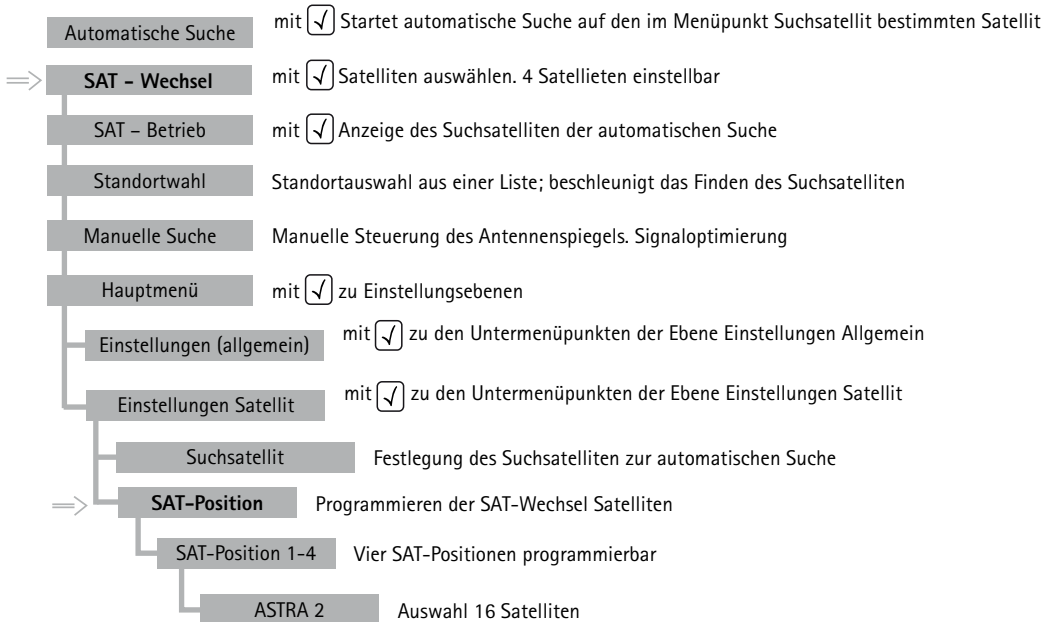 Automatische Suche mit √ Startet automatische Suche auf den im Menüpunkt Suchsatellit bestimmten Satellit
SAT - Wechsel mit √ Satelliten auswählen. 4 Satellieten einstellbar
SAT – Betrieb mit √ Anzeige des Suchsatelliten der automatischen Suche
Standortwahl Standortauswahl aus einer Liste; beschleunigt das Finden des Suchsatelliten
Manuelle Suche Manuelle Steuerung des Antennenspiegels. Signaloptimierung
Hauptmenü mit √ zu Einstellungsebenen
Einstellungen (allgemein) mit √ zu den Untermenüpunkten der Ebene Einstellungen Allgemein
Einstellungen Satellit mit √ zu den Untermenüpunkten der Ebene Einstellungen Satellit
Suchsatellit Festlegung des Suchsatelliten zur automatischen Suche
SAT-Position Programmieren der SAT-Wechsel Satelliten
SAT-Position 1-4 Vier SAT-Positionen programmierbar
ASTRA 2 Auswahl 16 Satelliten